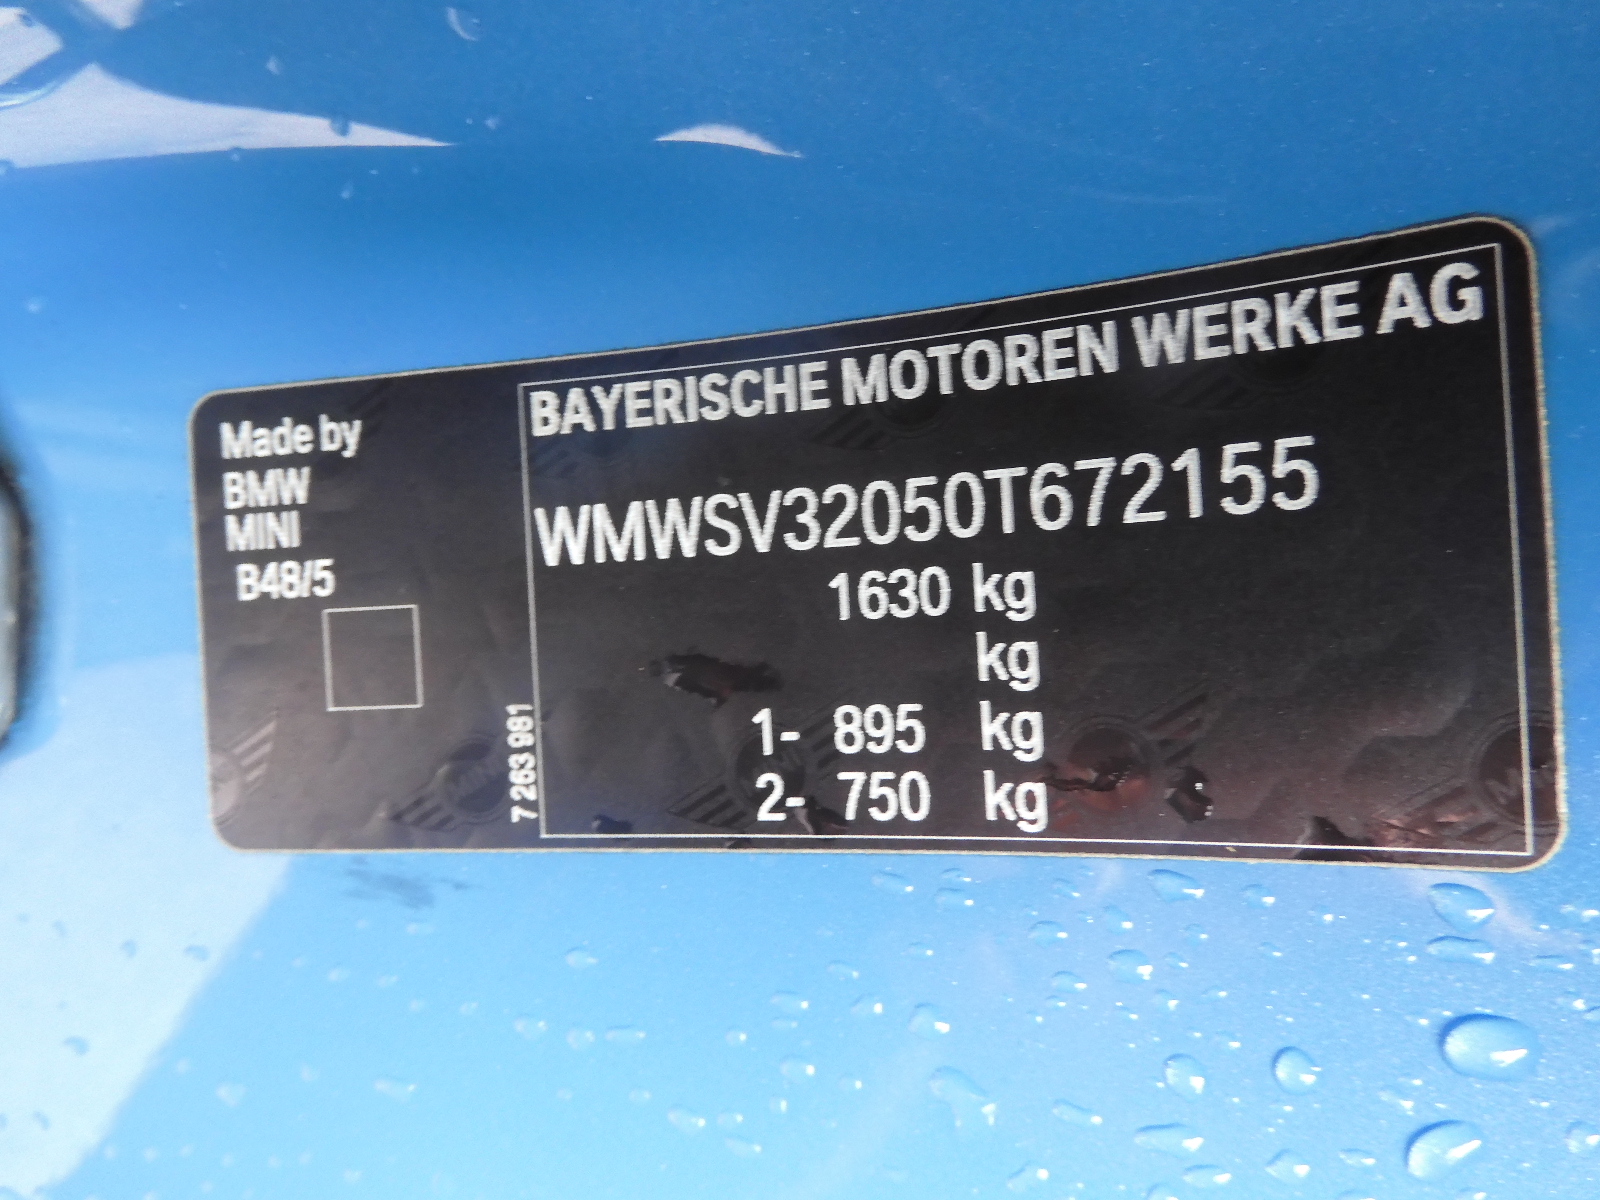 Made by
BMW
MINI
B48/5
7 263 981
BAYERISCHE MOTOREN WERKE AG
WMWSV32050T672155
1630 kg
kg
1- 895 kg
2- 750 kg